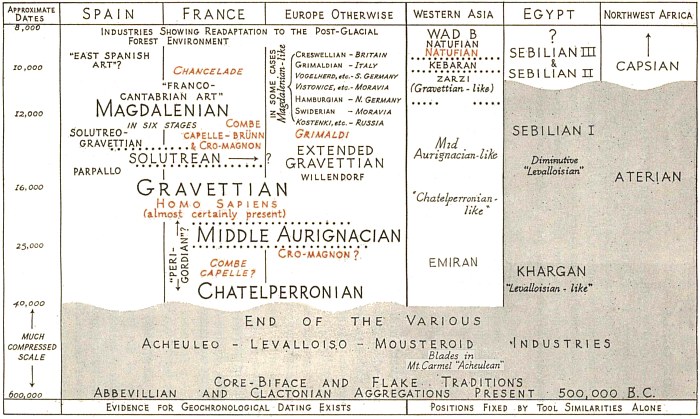 APPROXIMATE DATES
SPAIN
FRANCE
EUROPE OTHERWISE
WESTERN ASIA
EGYPT
NORTHWEST AFRICA
8,000
10,000
12,000
16,000
25,000
40,000
MUCH
COMPRESSED
SCALE
600,000
INDUSTRIES SHOWING READAPTATION TO THE POST-GLACIAL
FOREST ENVIRONMENT
"EAST SPANISH
ART"?
CHANCELADE
"FRANCO-
CANTABRIAN ART"
MAGDALENIAN
IN SIX STAGES
SOLUTREO-
GRAVETTIAN
COMBE
CAPELLE-BRÜNN
& CRO-MAGNON
SOLUTREAN
?
PARPALLO
IN SOME CASES
Magdalenian-like
CRESWELLIAN - BRITAIN
GRIMALDIAN - ITALY
VOGELHERD, ETC.- S. GERMANY
VISTONICE, ETC. - MORAVIA
HAMBURGIAN - N. GERMANY
SWIDERIAN - MORAVIA
KOSTENKI, ETC. - RUSSIA
GRIMALDI
EXTENDED
GRAVETTIAN
WILLENDORF
GRAVETTIAN
HOMO SAPIENS
(almost certainly present)
"PERI-
GORDIAN"?
MIDDLE AURIGNACIAN
CRO-MAGNON ?
COMBE
CAPELLE?
CHATELPERRONIAN
WAD B
NATUFIAN
NATUFIAN
KEBARAN
ZARZI
(Gravettian - like)
MID
Aurignacian-like
"Chatelperronian
-like"
EMIRAN
?
SEBILIAN III
&
SEBILIAN II
SEBILIAN I
Diminutive
"Levalloisian"
KHARGAN
"Levalloisian - like"
CAPSIAN
ATERIAN
END OF THE VARIOUS
ACHEULEO - LEVALLOISO - MOUSTEROID INDUSTRIES
Blades in
Mt. Carmel "Acheulean"
CORE-BIFACE AND FLAKE TRADITIONS
ABBEVILLIAN AND CLACTONIAN AGGREGATIONS PRESENT 500,000 B.C.
EVIDENCE FOR GEOCHRONOLOGICAL DATING EXISTS
POSITIONS FIXED BY TOOL SIMILARITIES ALONE